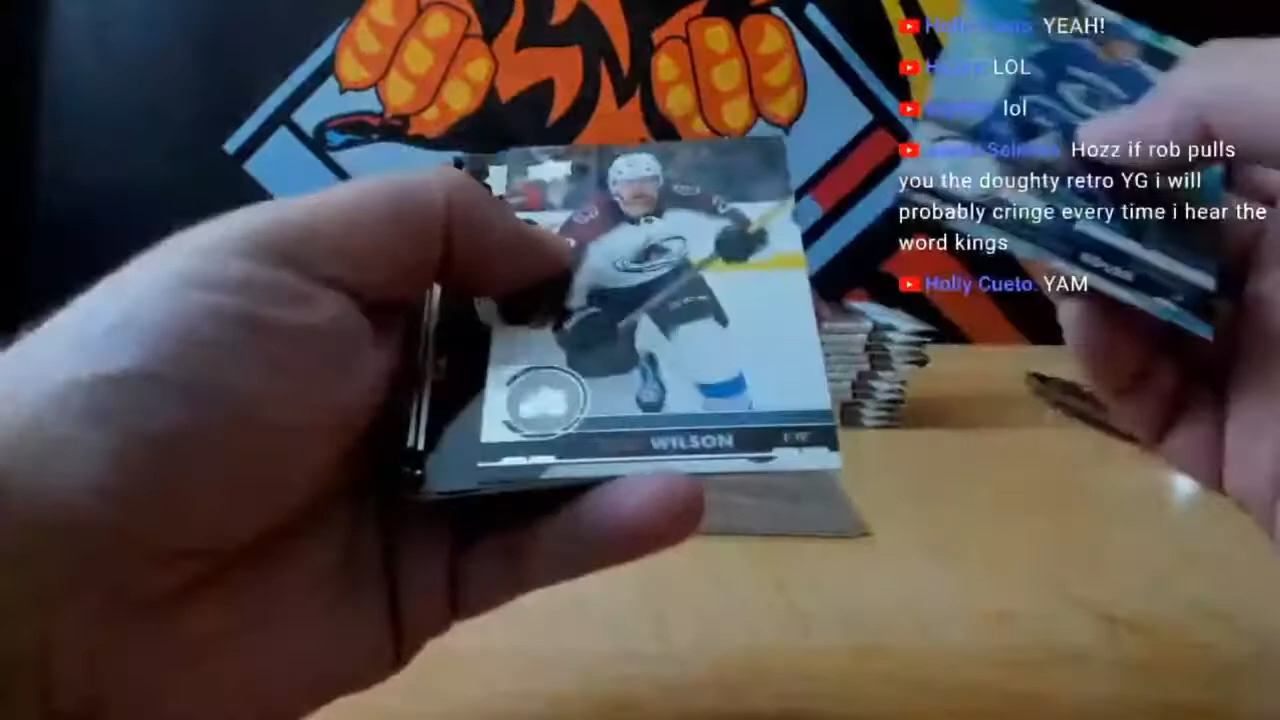 YEAH!
LOL
lol
Hozz if rob pulls
you the doughty retro YG i will
probably cringe every time i hear the
word kings
Holly Cueto: YAM
WILSON